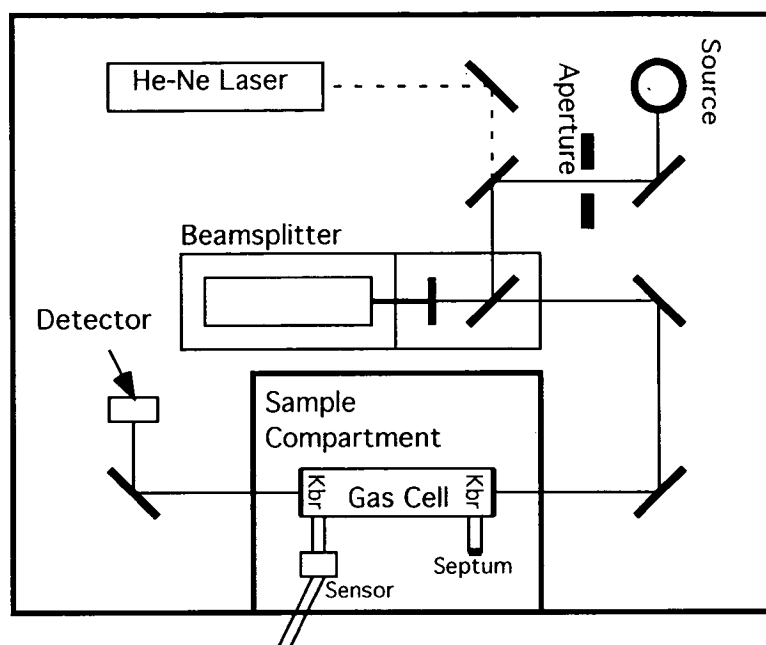 He-Ne Laser
Aperture
Source
Beamsplitter
Detector
Sample
Compartment
Kbr
Gas Cell
Kbr
Sensor
Septum